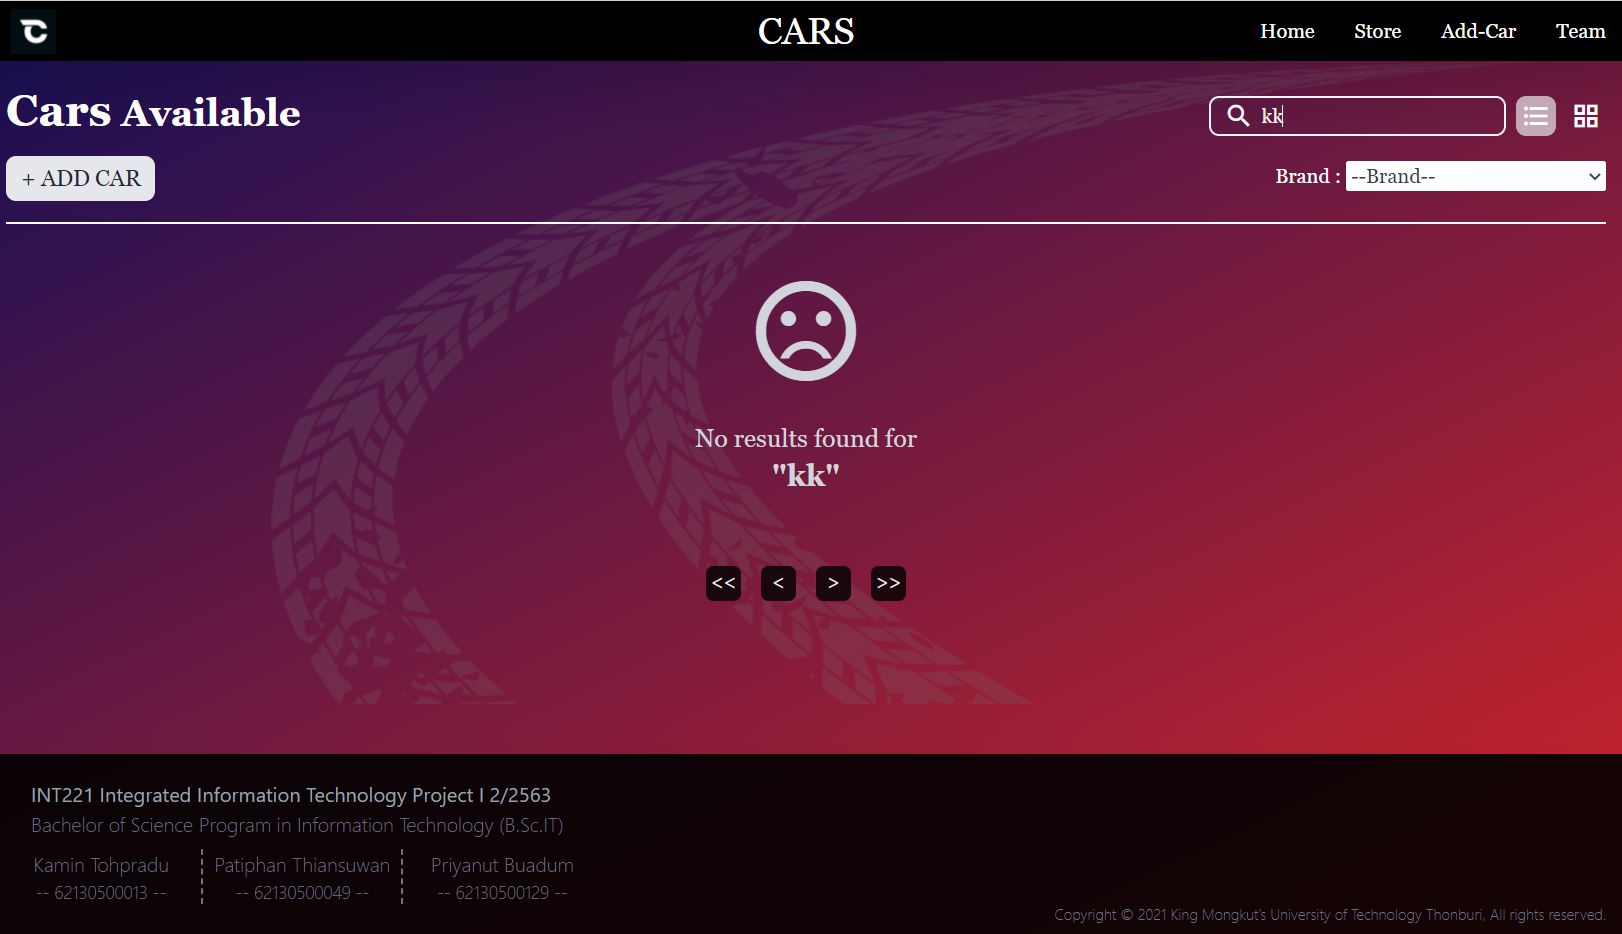 CARS
Home Store Add-Car Team
Cars Available
kk
+ ADD CAR
Brand : --Brand--
No results found for
"kk"
<< < > >>
INT221 Integrated Information Technology Project I 2/2563
Bachelor of Science Program in Information Technology (B.Sc.IT)
Kamin Tohpradu Patiphan Thiansuwan Priyanut Buadum
-- 62130500013 -- -- 62130500049 -- -- 62130500129 --
Copyright © 2021 King Mongkut's University of Technology Thonburi, All rights reserved.